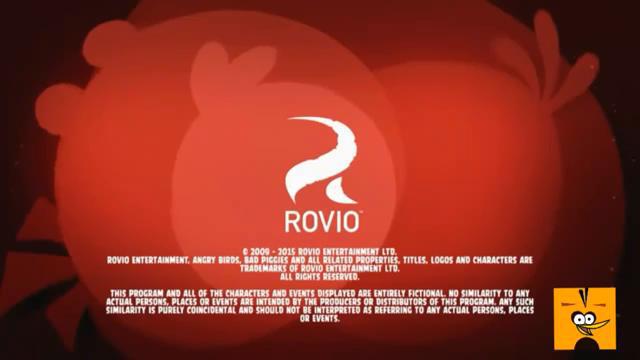 ROVIO
© 2009 - 2015 ROVIO ENTERTAINMENT LTD.
ROVIO ENTERTAINMENT, ANGRY BIRDS, BAD PIGGIES AND ALL RELATED PROPERTIES, TITLES, LOGOS AND CHARACTERS ARE
TRADEMARKS OF ROVIO ENTERTAINMENT LTD.
ALL RIGHTS RESERVED.
THIS PROGRAM AND ALL OF THE CHARACTERS AND EVENTS DISPLAYED ARE ENTIRELY FICTIONAL. NO SIMILARITY TO ANY
ACTUAL PERSONS, PLACES OR EVENTS ARE INTENDED BY THE PRODUCERS OR DISTRIBUTORS OF THIS PROGRAM. ANY SUCH
SIMILARITY IS PURELY COINCIDENTAL AND SHOULD NOT BE INTERPRETED AS REFERRING TO ANY ACTUAL PERSONS, PLACES
OR EVENTS.